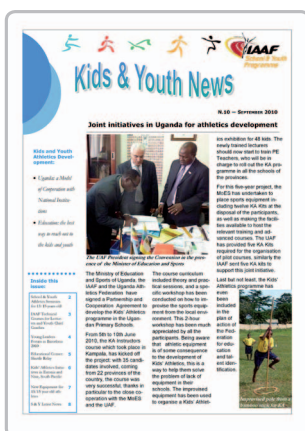 IAAF
School & Youth
Programme
Kids & Youth News
N.10 – SEPTEMBER 2010
Joint initiatives in Uganda for athletics development
Kids and Youth
Athletics Devel-
opment:
• Uganda: a Model
of Cooperation with
National Institu-
tions
• Education: the best
way to reach out to
the kids and youth
Inside this
issue:
The UAF President signing the Convention in the pres-
ence of the Minister of Education and Sports
The Ministry of Education
and Sports of Uganda, the
IAAF and the Uganda Ath-
letics Federation have
signed a Partnership and
Cooperation Agreement to
develop the Kids' Athletics
programme in the Ugan-
dan Primary Schools.
From 5th to 10th June
2010, the KA Instructors
course which took place in
Kampala, has kicked off
the project: with 35 candi-
dates involved, coming
from 22 provinces of the
country, the course was
very successful, thanks in
particular to the close co-
operation with the MoES
and the UAF.
The course curriculum
included theory and prac-
tical sessions, and a spe-
cific workshop has been
conducted on how to im-
prove the sports equip-
ment from the local envi-
ronment. This 2-hour
workshop has been much
appreciated by all the
participants. Being aware
that athletic equipment
is of some consequence
to the development of
Kids' Athletics, this is a
way to help them solve
the problem of lack of
equipment in their
schools. The improvised
equipment has been used
to organise a Kids' Athlet-
ics exhibition for 48 kids. The
newly trained lecturers
should now start to train PE
Teachers, who will be in
charge to roll out the KA pro-
gramme in all the schools of
the provinces.
For this five-year project, the
MoES has undertaken to
place sports equipment in-
cluding twelve KA Kits at the
disposal of the participants,
as well as making the facili-
ties available to host the
relevant training and ad-
vanced courses. The UAF
has provided five KA Kits
required for the organisation
of pilot courses, similarly the
IAAF sent five KA kits to
support this joint initiative.
Last but not least, the Kids'
Athletics programme has
even
been
included
in the
plan of
action of
the Fed-
eration
for edu-
cation
and tal-
ent iden-
tification.